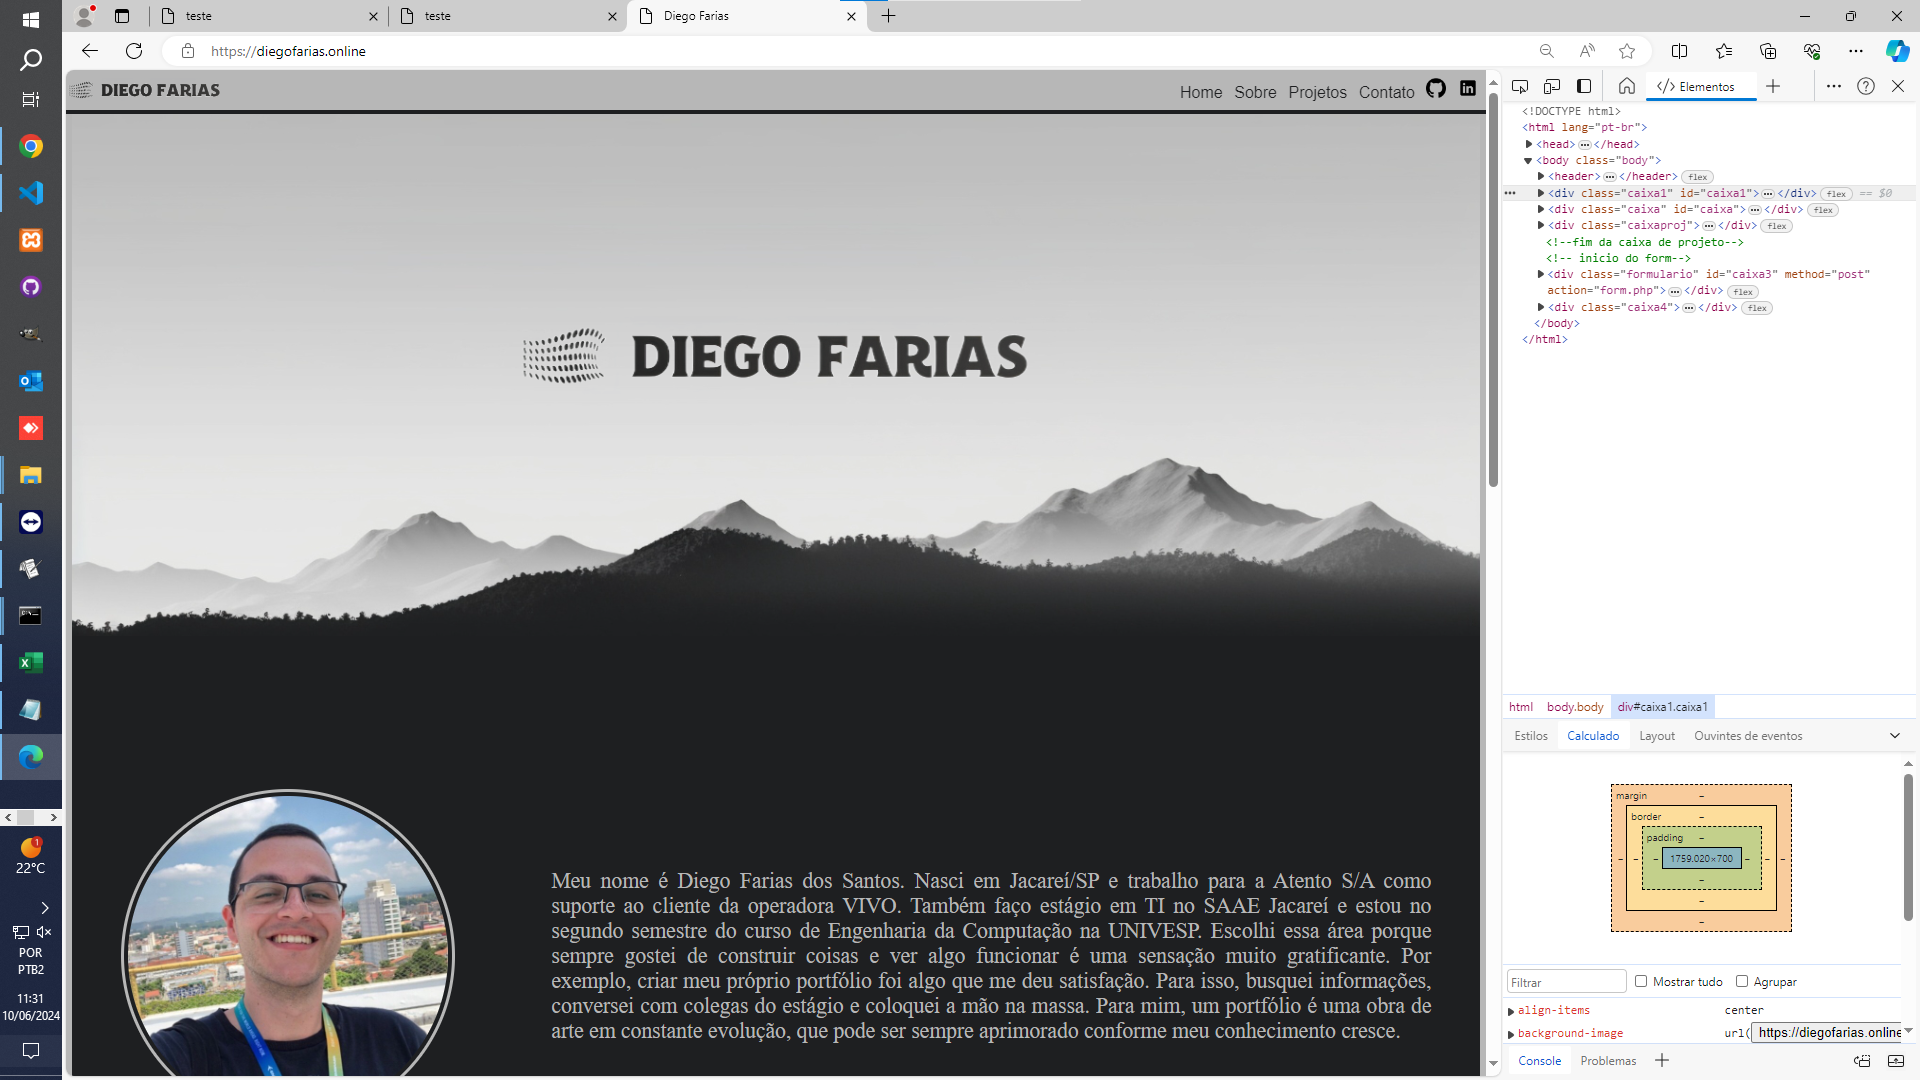 teste
teste
Diego Farias
https://diegofarias.online
DIEGO FARIAS
Home Sobre Projetos Contato
DIEGO FARIAS
Meu nome é Diego Farias dos Santos. Nasci em Jacareí/SP e trabalho para a Atento S/A como
suporte ao cliente da operadora VIVO. Também faço estágio em TI no SAAE Jacareí e estou no
segundo semestre do curso de Engenharia da Computação na UNIVESP. Escolhi essa área porque
sempre gostei de construir coisas e ver algo funcionar é uma sensação muito gratificante. Por
exemplo, criar meu próprio portfólio foi algo que me deu satisfação. Para isso, busquei informações,
conversei com colegas do estágio e coloquei a mão na massa. Para mim, um portfólio é uma obra de
arte em constante evolução, que pode ser sempre aprimorado conforme meu conhecimento cresce.
Elementos
<!DOCTYPE html>
<html lang="pt-br">
<head>…</head>
<body class="body">
<header>…</header> flex
<div class="caixa1" id="caixa1">…</div> flex == $0
<div class="caixa" id="caixa">…</div> flex
<div class="caixaproj">…</div> flex
<!--fim da caixa de projeto-->
<!-- inicio do form-->
<div class="formulario" id="caixa3" method="post"
action="form.php">…</div> flex
<div class="caixa4">…</div> flex
</body>
</html>
html body.body div#caixa1.caixa1
Estilos Calculado Layout Ouvintes de eventos
margin –
border –
padding –
– – – 1759.020×700 – – –
–
–
–
Filtrar Mostrar tudo Agrupar
align-items center
background-image url( https://diegofarias.online
Console Problemas
1
22°C
POR
PTB2
11:31
10/06/2024